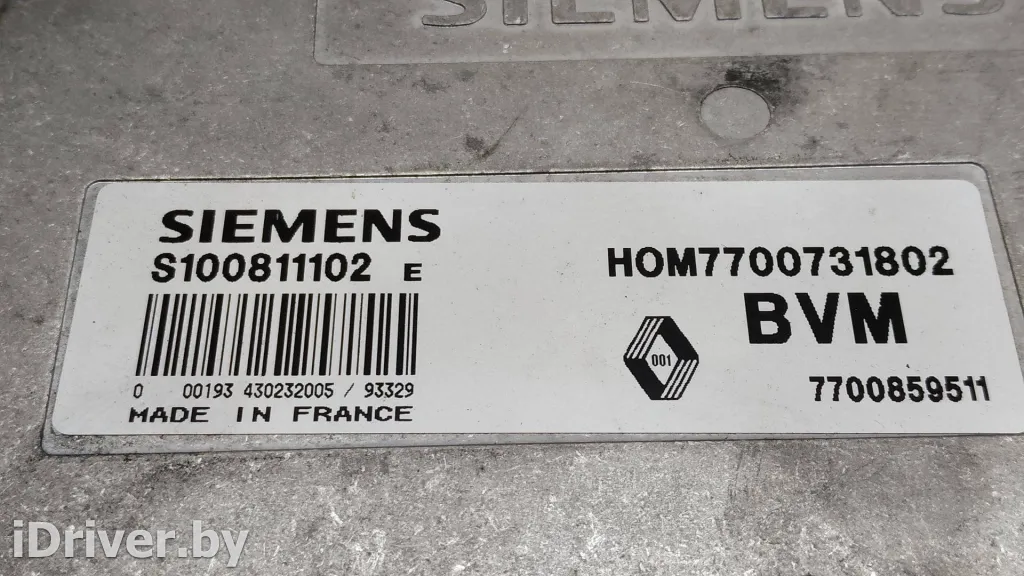 SIEMENS
SIEMENS
S100811102 E
HOM7700731802
BVM
001
0 00193 430232005 / 93329
7700859511
MADE IN FRANCE
iDriver.by